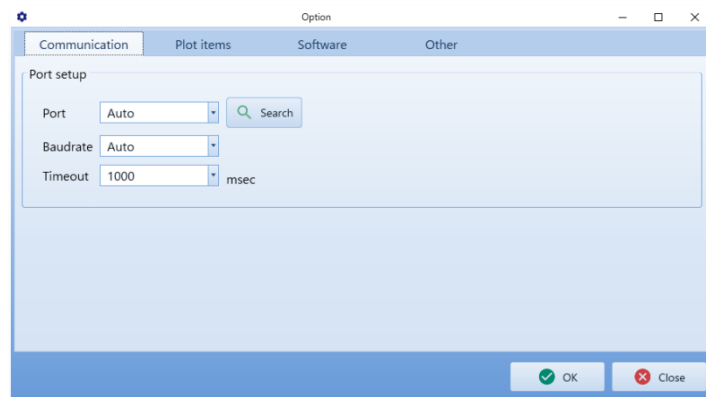 Option
Communication Plot items Software Other
Port setup
Port Auto Search
Baudrate Auto
Timeout 1000 msec
OK Close